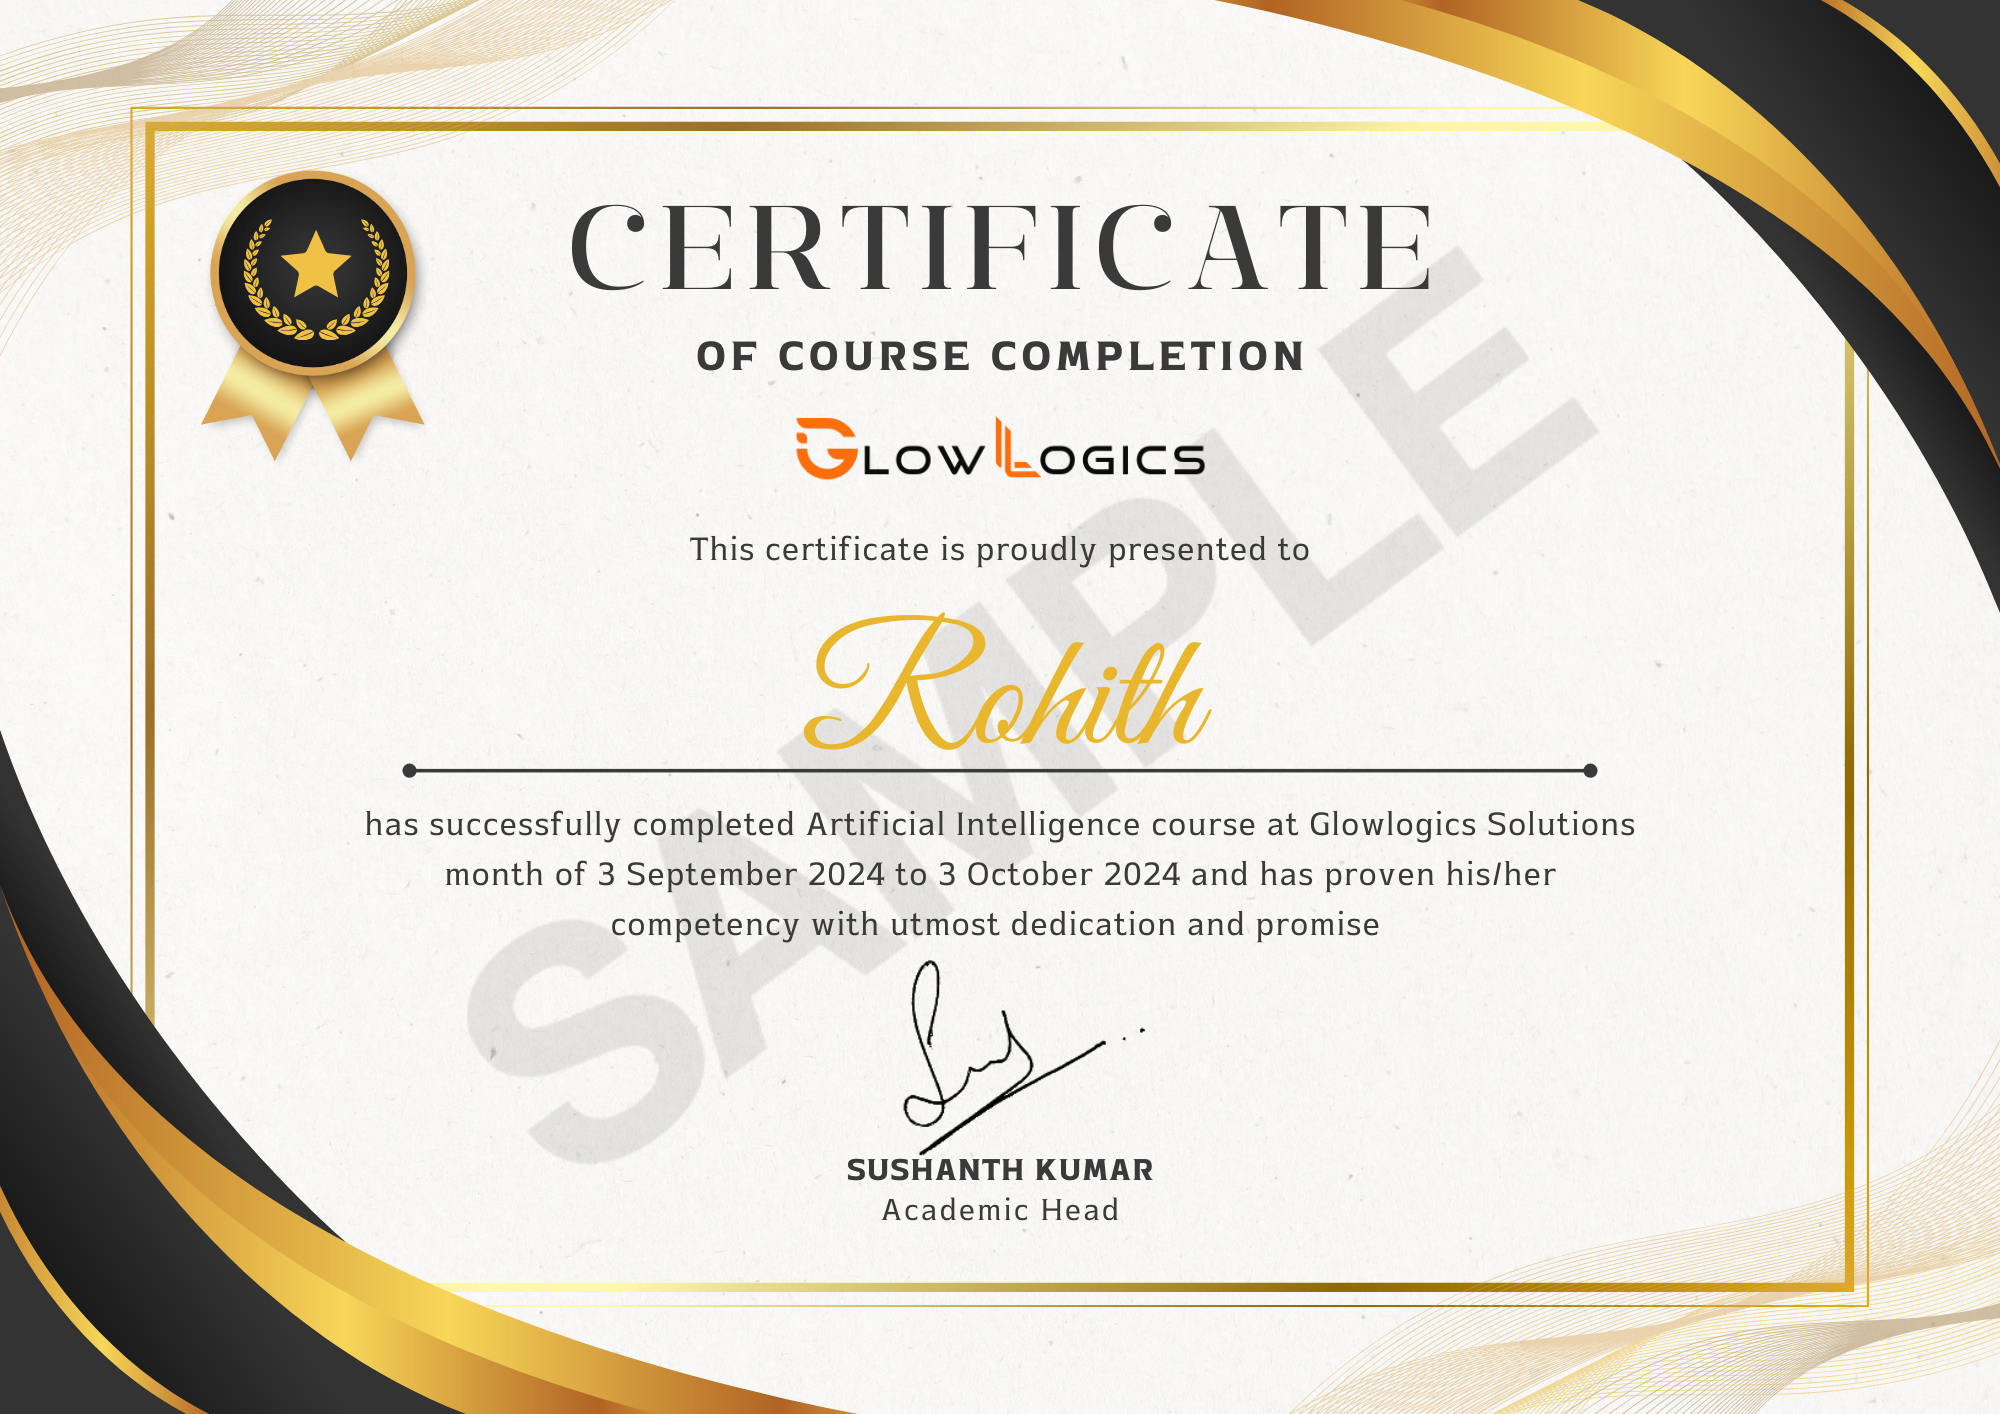 CERTIFICATE
OF COURSE COMPLETION
GLOWLOGICS
This certificate is proudly presented to
Rohith
has successfully completed Artificial Intelligence course at Glowlogics Solutions
month of 3 September 2024 to 3 October 2024 and has proven his/her
competency with utmost dedication and promise
SUSHANTH KUMAR
Academic Head
SAMPLE